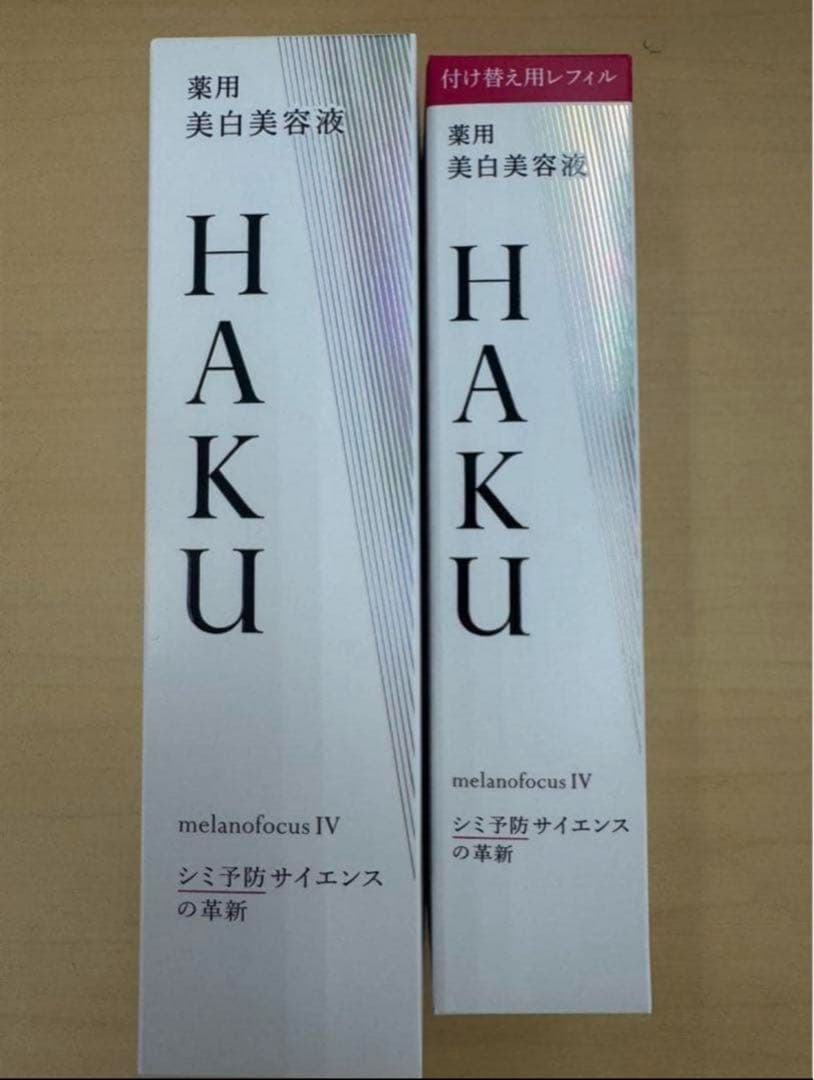 薬用
美白美容液
HAKU
melanofocus IV
シミ予防サイエンス
の革新
付け替え用レフィル
薬用
美白美容液
HAKU
melanofocus IV
シミ予防サイエンス
の革新